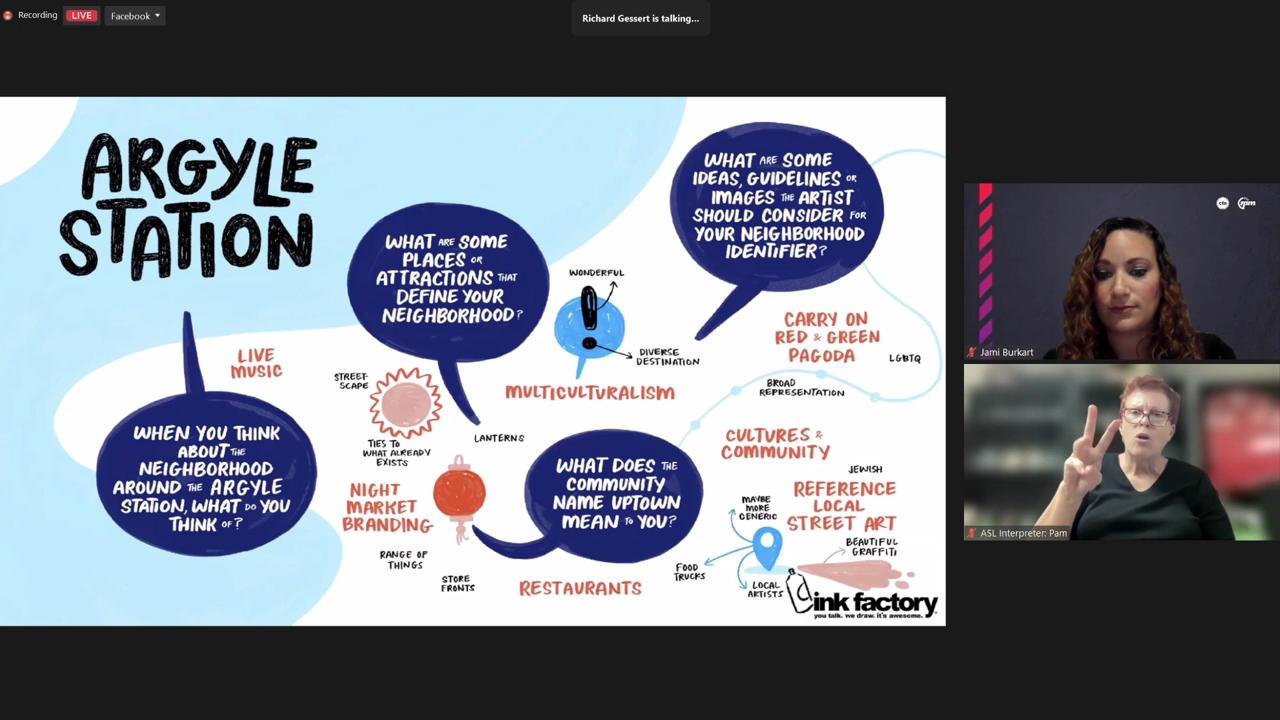 Recording
LIVE
Facebook
Richard Gessert is talking...
ARGYLE
STATION
WHAT ARE SOME
IDEAS, GUIDELINES OR
IMAGES THE ARTIST
SHOULD CONSIDER FOR
YOUR NEIGHBORHOOD
IDENTIFIER?
WHAT ARE SOME
PLACES OR
ATTRACTIONS THAT
DEFINE YOUR
NEIGHBORHOOD?
WONDERFUL
DIVERSE
DESTINATION
MULTICULTURALISM
CARRY ON
RED & GREEN
PAGODA
LGBTQ
BROAD
REPRESENTATION
LIVE
MUSIC
STREET-
SCAPE
TIES TO
WHAT ALREADY
EXISTS
LANTERNS
WHEN YOU THINK
ABOUT THE
NEIGHBORHOOD
AROUND THE ARGYLE
STATION, WHAT DO YOU
THINK OF?
NIGHT
MARKET
BRANDING
RANGE OF
THINGS
STORE
FRONTS
WHAT DOES THE
COMMUNITY
NAME UPTOWN
MEAN TO YOU?
RESTAURANTS
CULTURES &
COMMUNITY
JEWISH
REFERENCE
LOCAL
STREET ART
MAYBE
MORE
GENERIC
BEAUTIFUL
GRAFFITI
FOOD
TRUCKS
LOCAL
ARTISTS
ink factory
you talk. we draw. it's awesome.
cta
rpm
Jami Burkart
ASL Interpreter: Pam